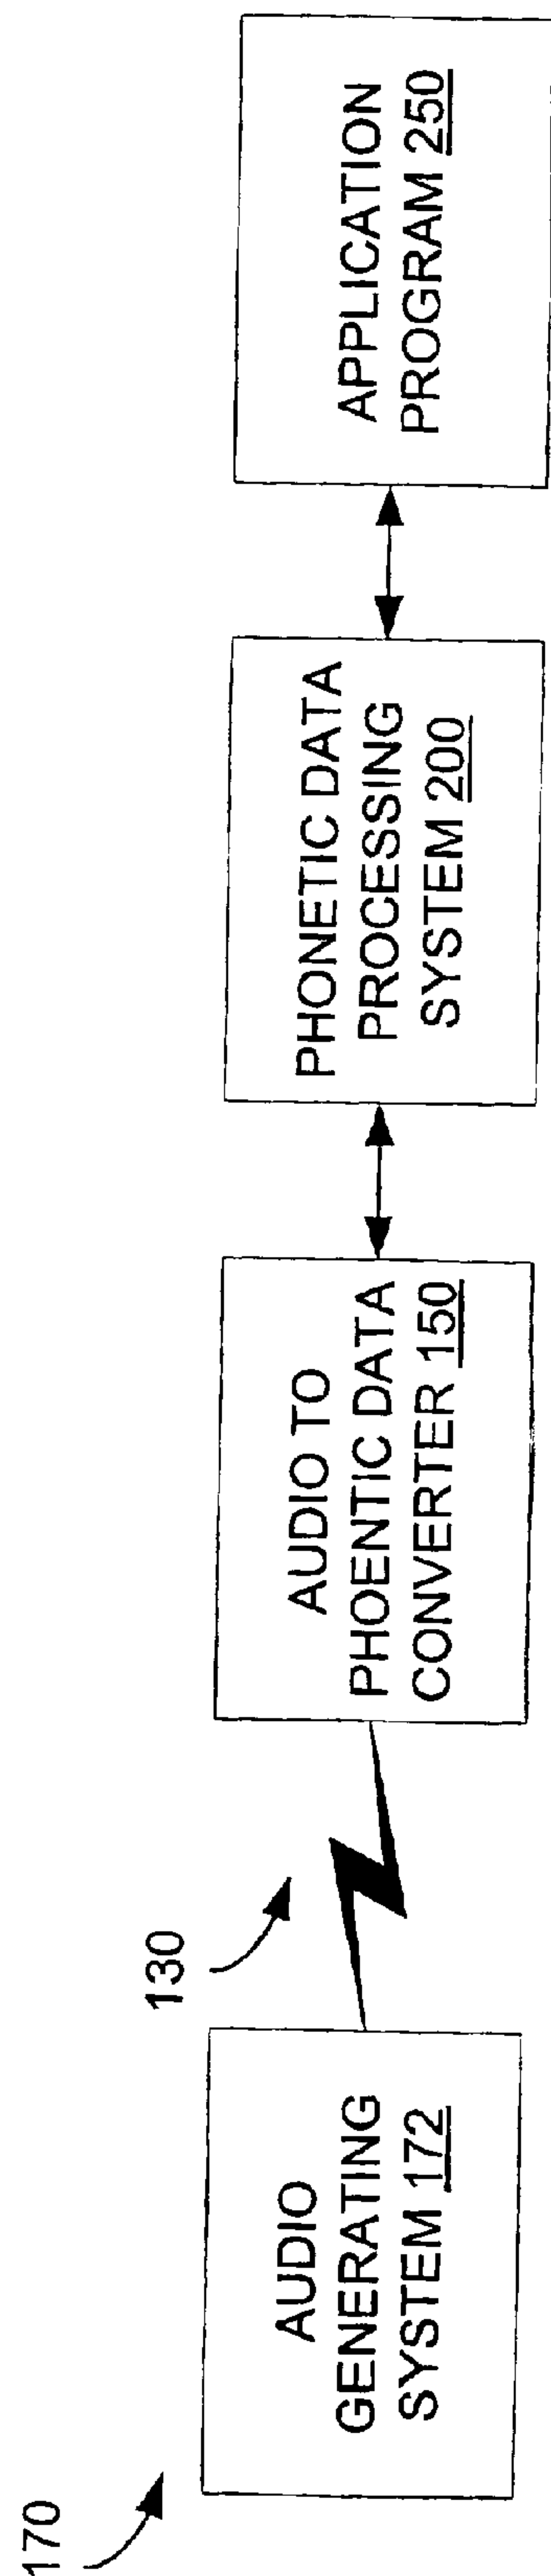 170
AUDIO
GENERATING
SYSTEM 172
130
AUDIO TO
PHOENTIC DATA
CONVERTER 150
PHONETIC DATA
PROCESSING
SYSTEM 200
APPLICATION
PROGRAM 250